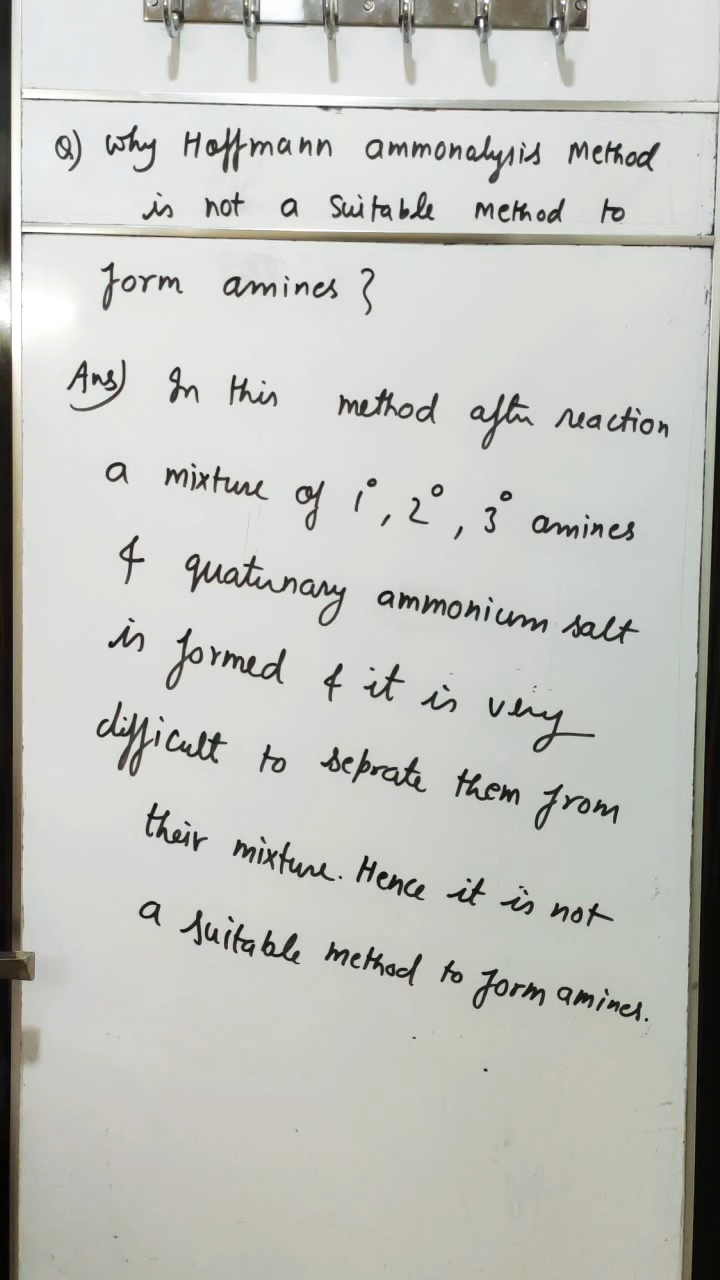 Q) Why Hoffmann ammonalysis Method
is not a suitable method to
form amines?
Ans) In this method after reaction
a mixture of 1°, 2°, 3° amines
& quaternary ammonium salt
is formed & it is very
difficult to seprate them from
their mixture. Hence it is not
a suitable method to form amines.